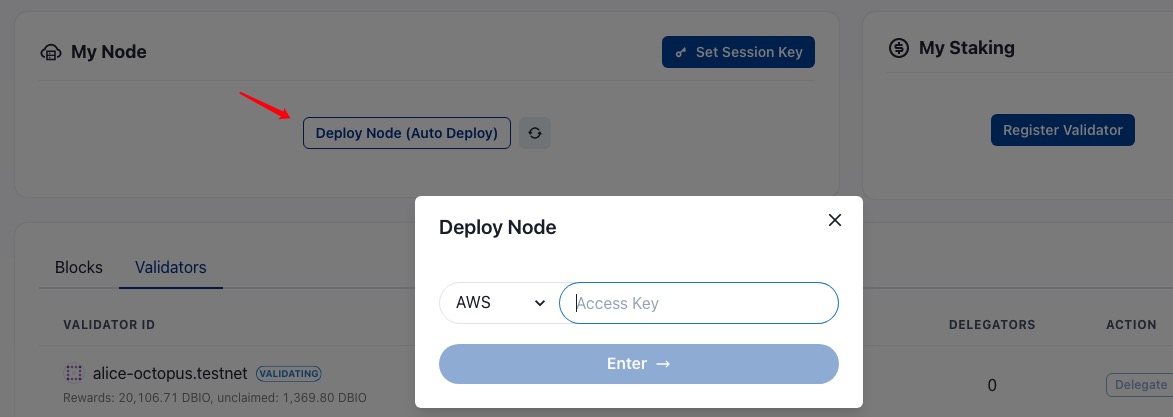 My Node
Set Session Key
My Staking
Deploy Node (Auto Deploy)
Register Validator
Deploy Node
Blocks
Validators
AWS
Access Key
VALIDATOR ID
DELEGATORS
ACTION
Enter →
alice-octopus.testnet
VALIDATING
0
Delegate
Rewards: 20,106.71 DBIO, unclaimed: 1,369.80 DBIO